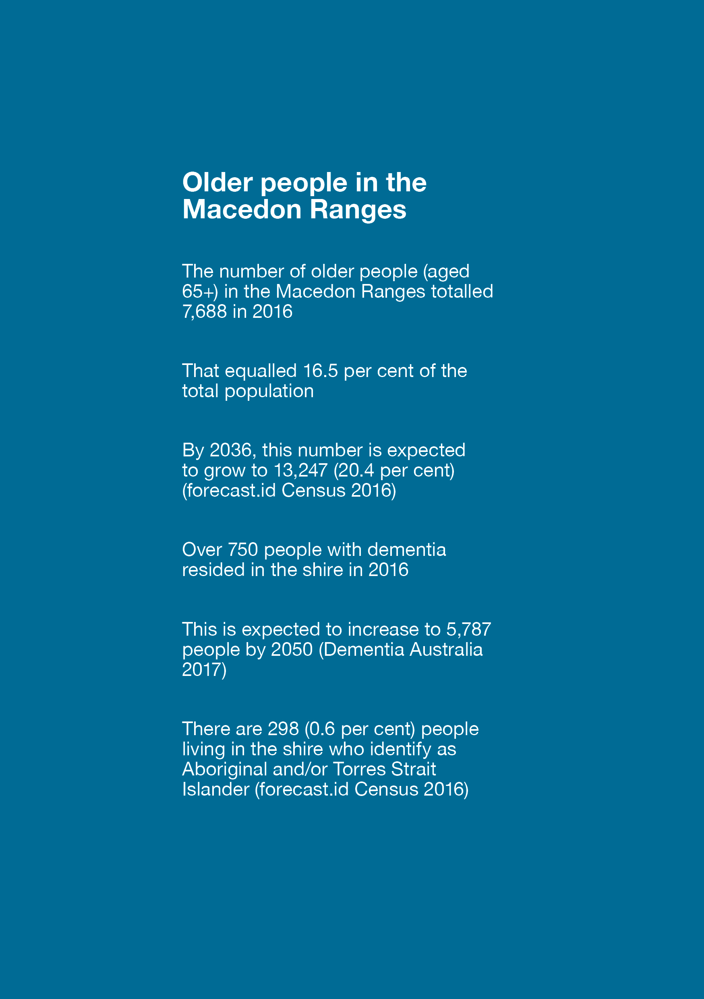 Older people in the
Macedon Ranges
The number of older people (aged
65+) in the Macedon Ranges totalled
7,688 in 2016
That equalled 16.5 per cent of the
total population
By 2036, this number is expected
to grow to 13,247 (20.4 per cent)
(forecast.id Census 2016)
Over 750 people with dementia
resided in the shire in 2016
This is expected to increase to 5,787
people by 2050 (Dementia Australia
2017)
There are 298 (0.6 per cent) people
living in the shire who identify as
Aboriginal and/or Torres Strait
Islander (forecast.id Census 2016)